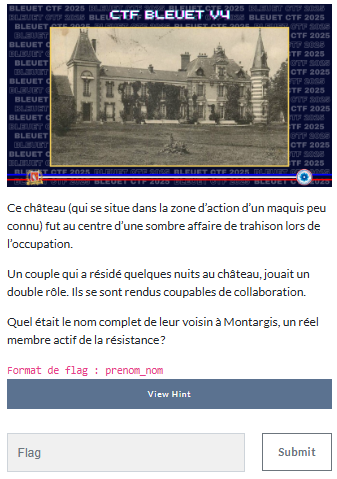 CTF BLEUET V4
Ce château (qui se situe dans la zone d'action d'un maquis peu
connu) fut au centre d'une sombre affaire de trahison lors de
l'occupation.
Un couple qui a résidé quelques nuits au château, jouait un
double rôle. Ils se sont rendus coupables de collaboration.
Quel était le nom complet de leur voisin à Montargis, un réel
membre actif de la résistance ?
Format de flag : prenom_nom
View Hint
Flag
Submit